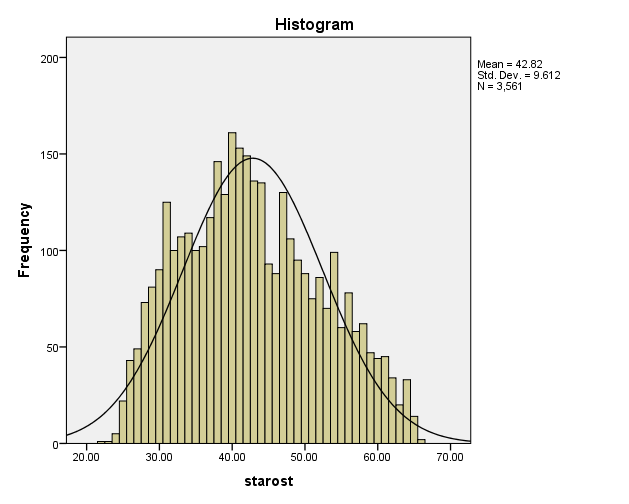 Histogram
200
150
100
50
0
Frequency
20.00 30.00 40.00 50.00 60.00 70.00
starost
Mean = 42.82
Std. Dev. = 9.612
N = 3,561